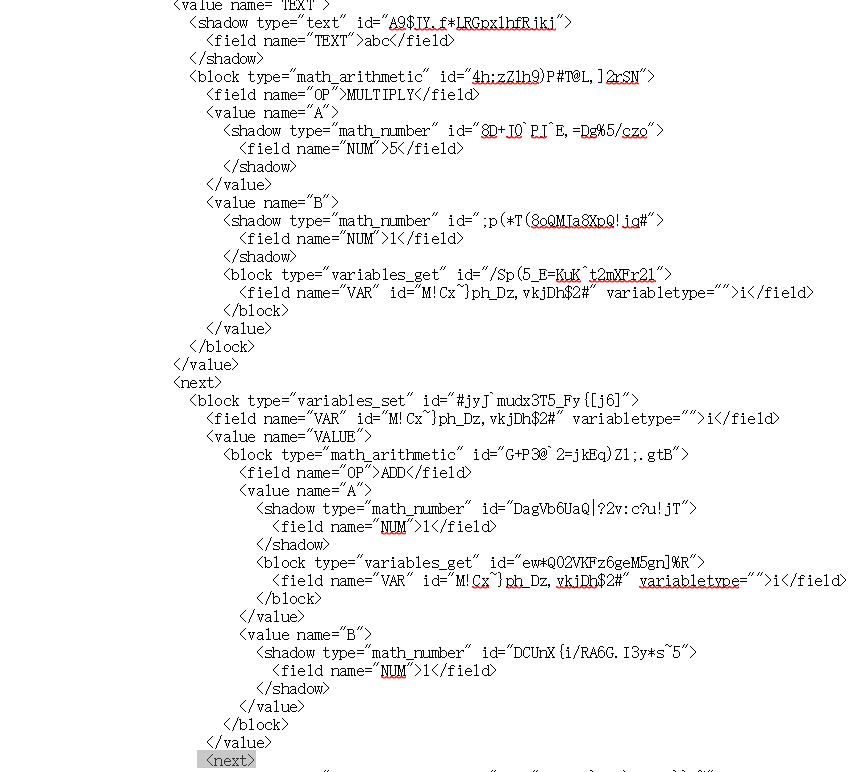 <value name="TEXT">
<shadow type="text" id="A9$JY.f*LRGpxlhfRjkj">
<field name="TEXT">abc</field>
</shadow>
<block type="math_arithmetic" id="4h:zZlh9)P#T@L,]2rSN">
<field name="OP">MULTIPLY</field>
<value name="A">
<shadow type="math_number" id="8D+J0`PJ^E,=Dg%5/czo">
<field name="NUM">5</field>
</shadow>
</value>
<value name="B">
<shadow type="math_number" id=";p(*T(8oQMJa8XpQ!jq#">
<field name="NUM">1</field>
</shadow>
<block type="variables_get" id="/Sp(5_E=KuK^t2mXFr2l">
<field name="VAR" id="M!Cx~}ph_Dz,vkjDh$2#" variabletype="">i</field>
</block>
</value>
</block>
</value>
<next>
<block type="variables_set" id="#jyJ`mudx3T5_Fy{[j6]">
<field name="VAR" id="M!Cx~}ph_Dz,vkjDh$2#" variabletype="">i</field>
<value name="VALUE">
<block type="math_arithmetic" id="G+P3@`2=jkEq)Zl;.gtB">
<field name="OP">ADD</field>
<value name="A">
<shadow type="math_number" id="DagVb6UaQ|?2v:c?u!jT">
<field name="NUM">1</field>
</shadow>
<block type="variables_get" id="ew*Q02VKFz6geM5gn]%R">
<field name="VAR" id="M!Cx~}ph_Dz,vkjDh$2#" variabletype="">i</field>
</block>
</value>
<value name="B">
<shadow type="math_number" id="DCUnX{i/RA6G.I3y*s~5">
<field name="NUM">1</field>
</shadow>
</value>
</block>
</value>
<next>